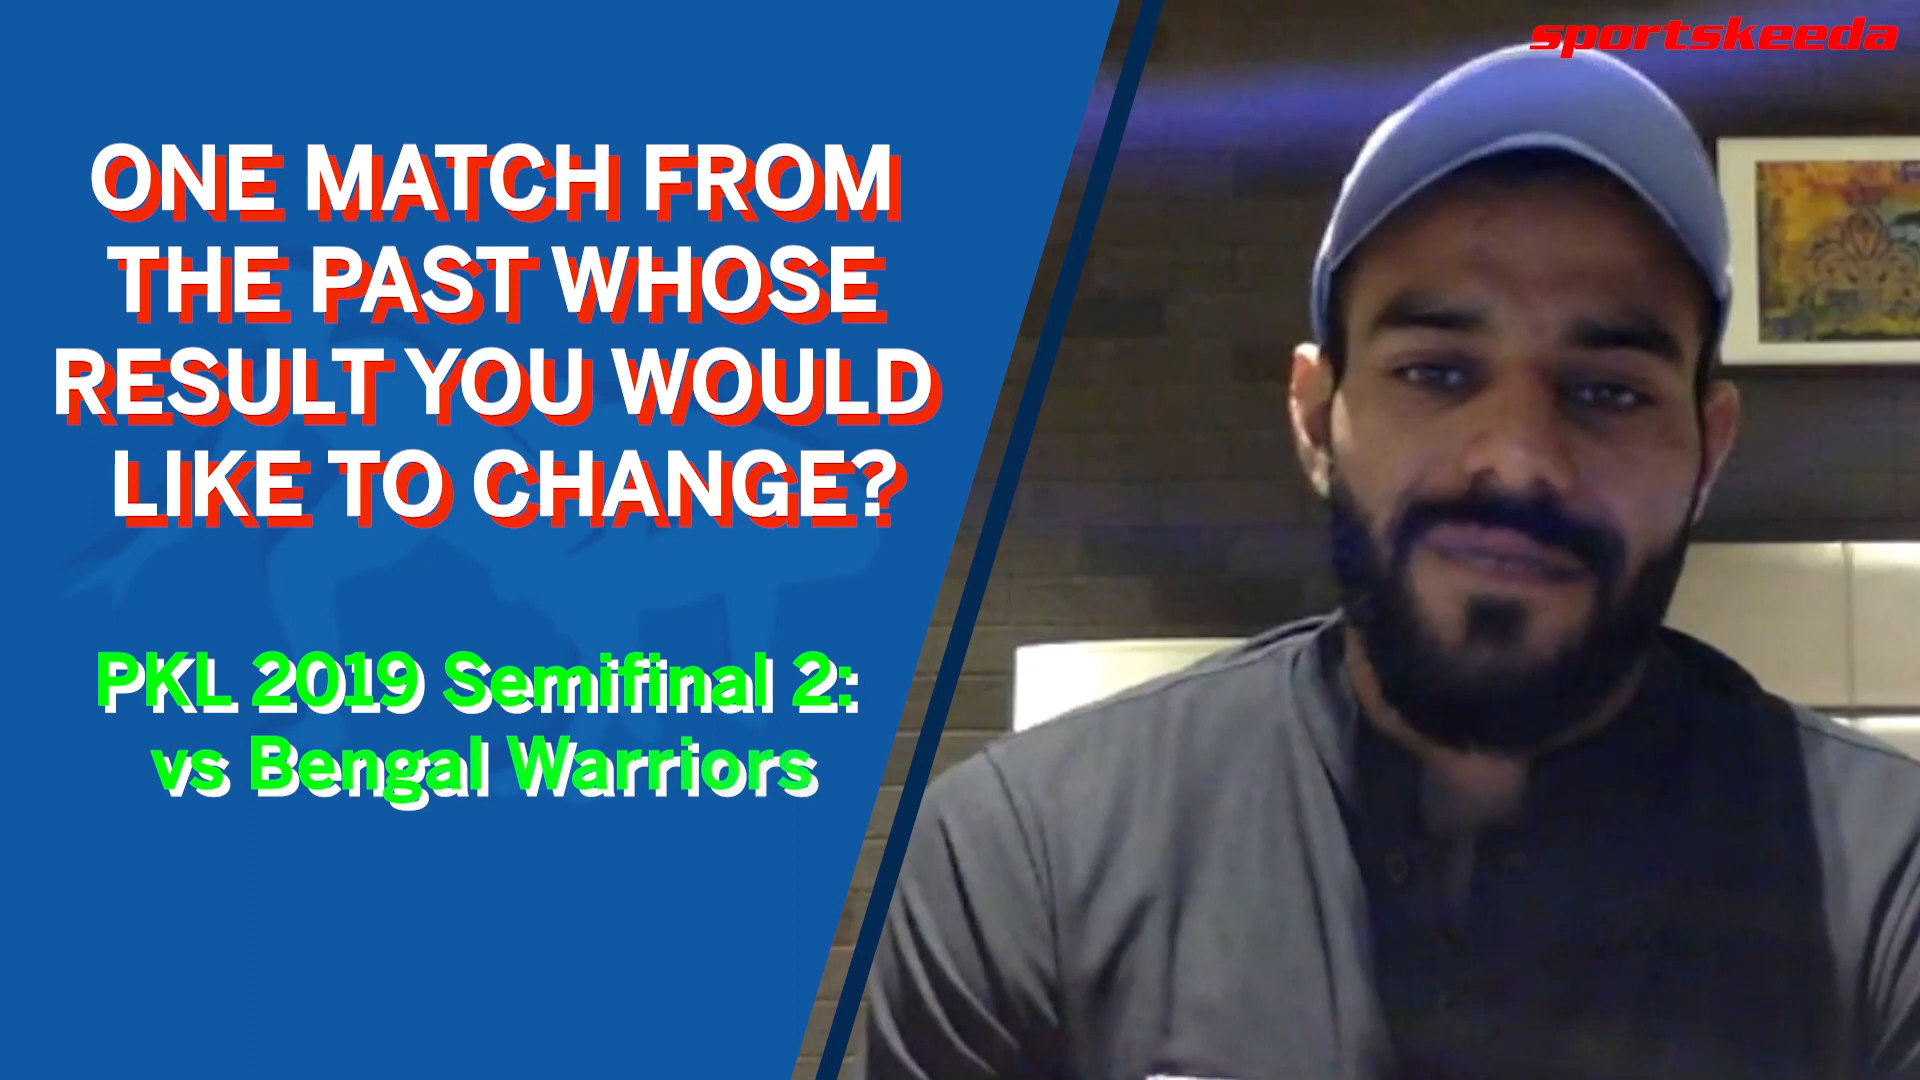 sportskeeda
ONE MATCH FROM
THE PAST WHOSE
RESULT YOU WOULD
LIKE TO CHANGE?
PKL 2019 Semifinal 2:
vs Bengal Warriors